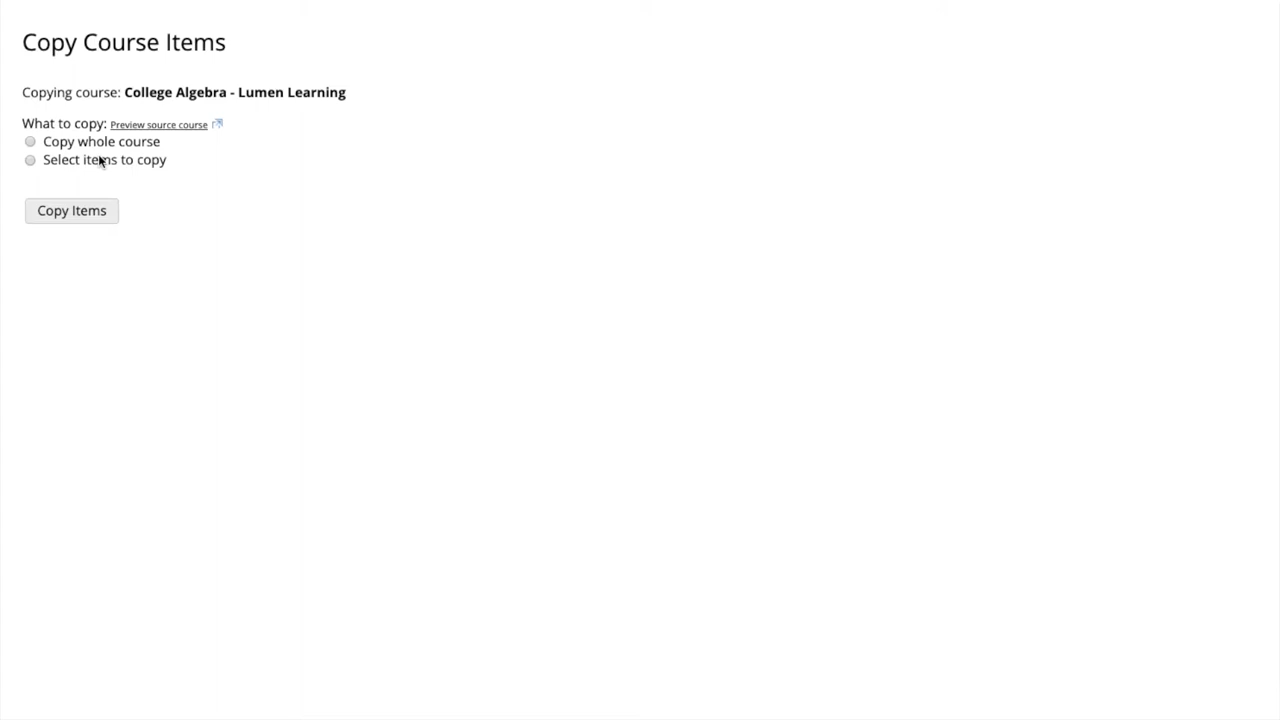 Copy Course Items
Copying course: College Algebra - Lumen Learning
What to copy: Preview source course
Copy whole course
Select items to copy
Copy Items